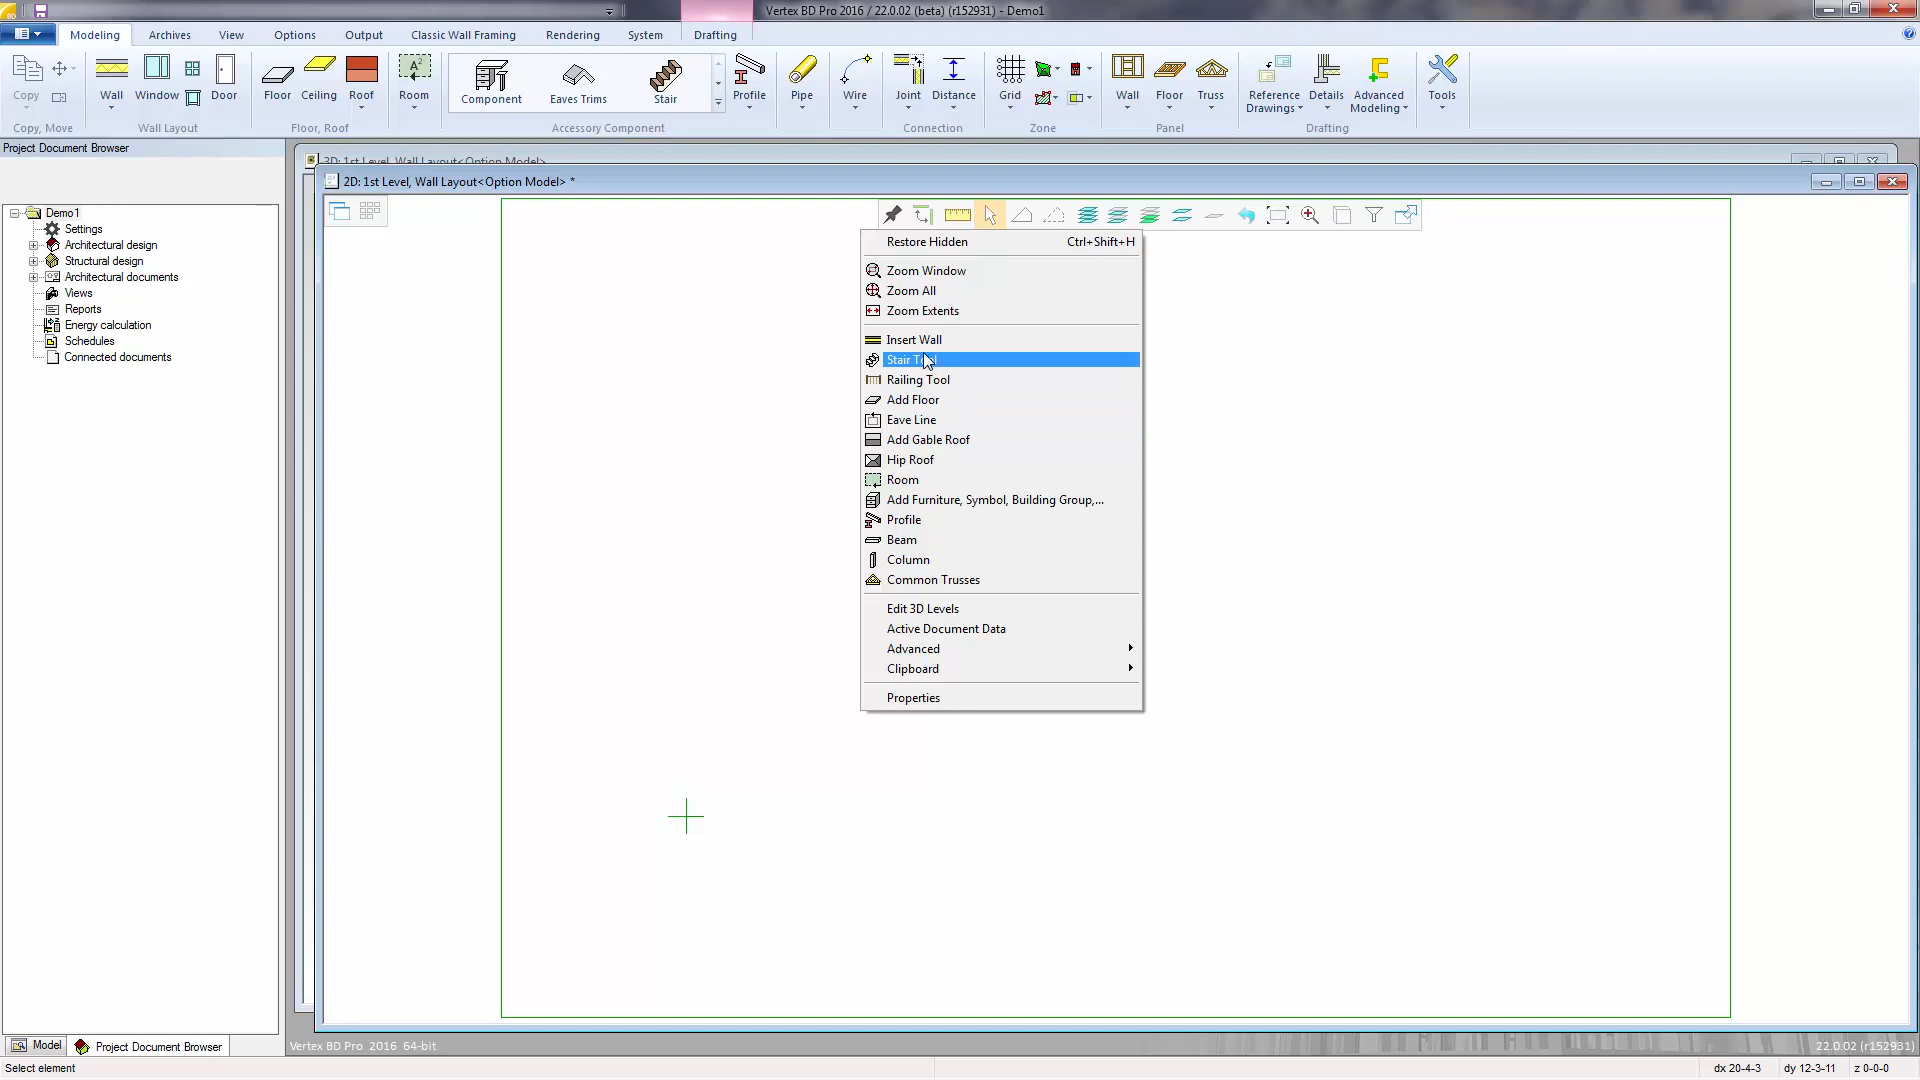 Vertex BD Pro 2016 / 22.0.02 (beta) (r152931) - Demo1
Modeling Archives View Options Output Classic Wall Framing Rendering System Drafting
Copy Wall Window Door Floor Ceiling Roof Room Component Eaves Trims Stair Profile Pipe Wire Joint Distance Grid Wall Floor Truss Reference Drawings Details Advanced Modeling Tools
Copy, Move Wall Layout Floor, Roof Accessory Component Connection Zone Panel Drafting
Project Document Browser
3D: 1st Level, Wall Layout<Option Model>
2D: 1st Level, Wall Layout<Option Model> *
Demo1
Settings
Architectural design
Structural design
Architectural documents
Views
Reports
Energy calculation
Schedules
Connected documents
Restore Hidden Ctrl+Shift+H
Zoom Window
Zoom All
Zoom Extents
Insert Wall
Stair
Railing Tool
Add Floor
Eave Line
Add Gable Roof
Hip Roof
Room
Add Furniture, Symbol, Building Group,...
Profile
Beam
Column
Common Trusses
Edit 3D Levels
Active Document Data
Advanced
Clipboard
Properties
Model Project Document Browser
Vertex BD Pro 2016 64-bit
22.0.02 (r152931)
Select element
dx 20-4-3 dy 12-3-11 z 0-0-0